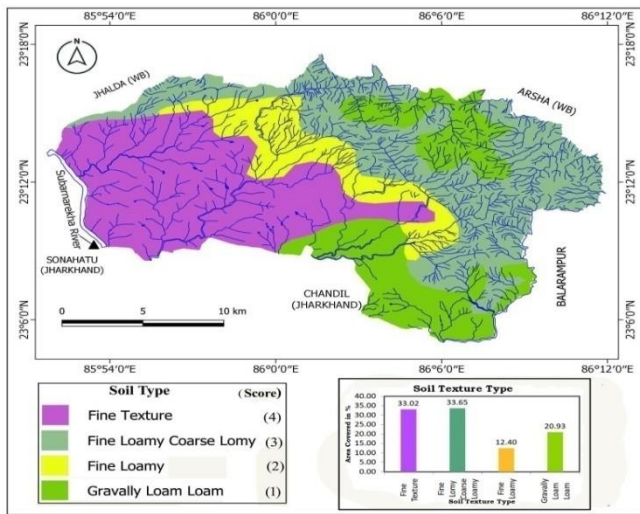 85°54'0"E
86°0'0"E
86°6'0"E
86°12'0"E
23°18'0"N
23°18'0"N
N
JHALDA (WB)
ARSHA (WB)
23°12'0"N
23°12'0"N
Subarnarekha River
SONAHATU
(JHARKHAND)
CHANDIL
(JHARKHAND)
BALARAMPUR
23°6'0"N
23°6'0"N
0 5 10 km
85°54'0"E
86°0'0"E
86°6'0"E
86°12'0"E
Soil Type (Score)
Fine Texture (4)
Fine Loamy Coarse Lomy (3)
Fine Loamy (2)
Gravally Loam Loam (1)
Soil Texture Type
Area Covered in %
40.00
35.00
30.00
25.00
20.00
15.00
10.00
5.00
0.00
33.02
33.65
12.40
20.93
Fine
Texture
Fine
Lomy
Coarse
Loamy
Fine
Loamy
Gravally
Loam
Loam
Soil Texture Type